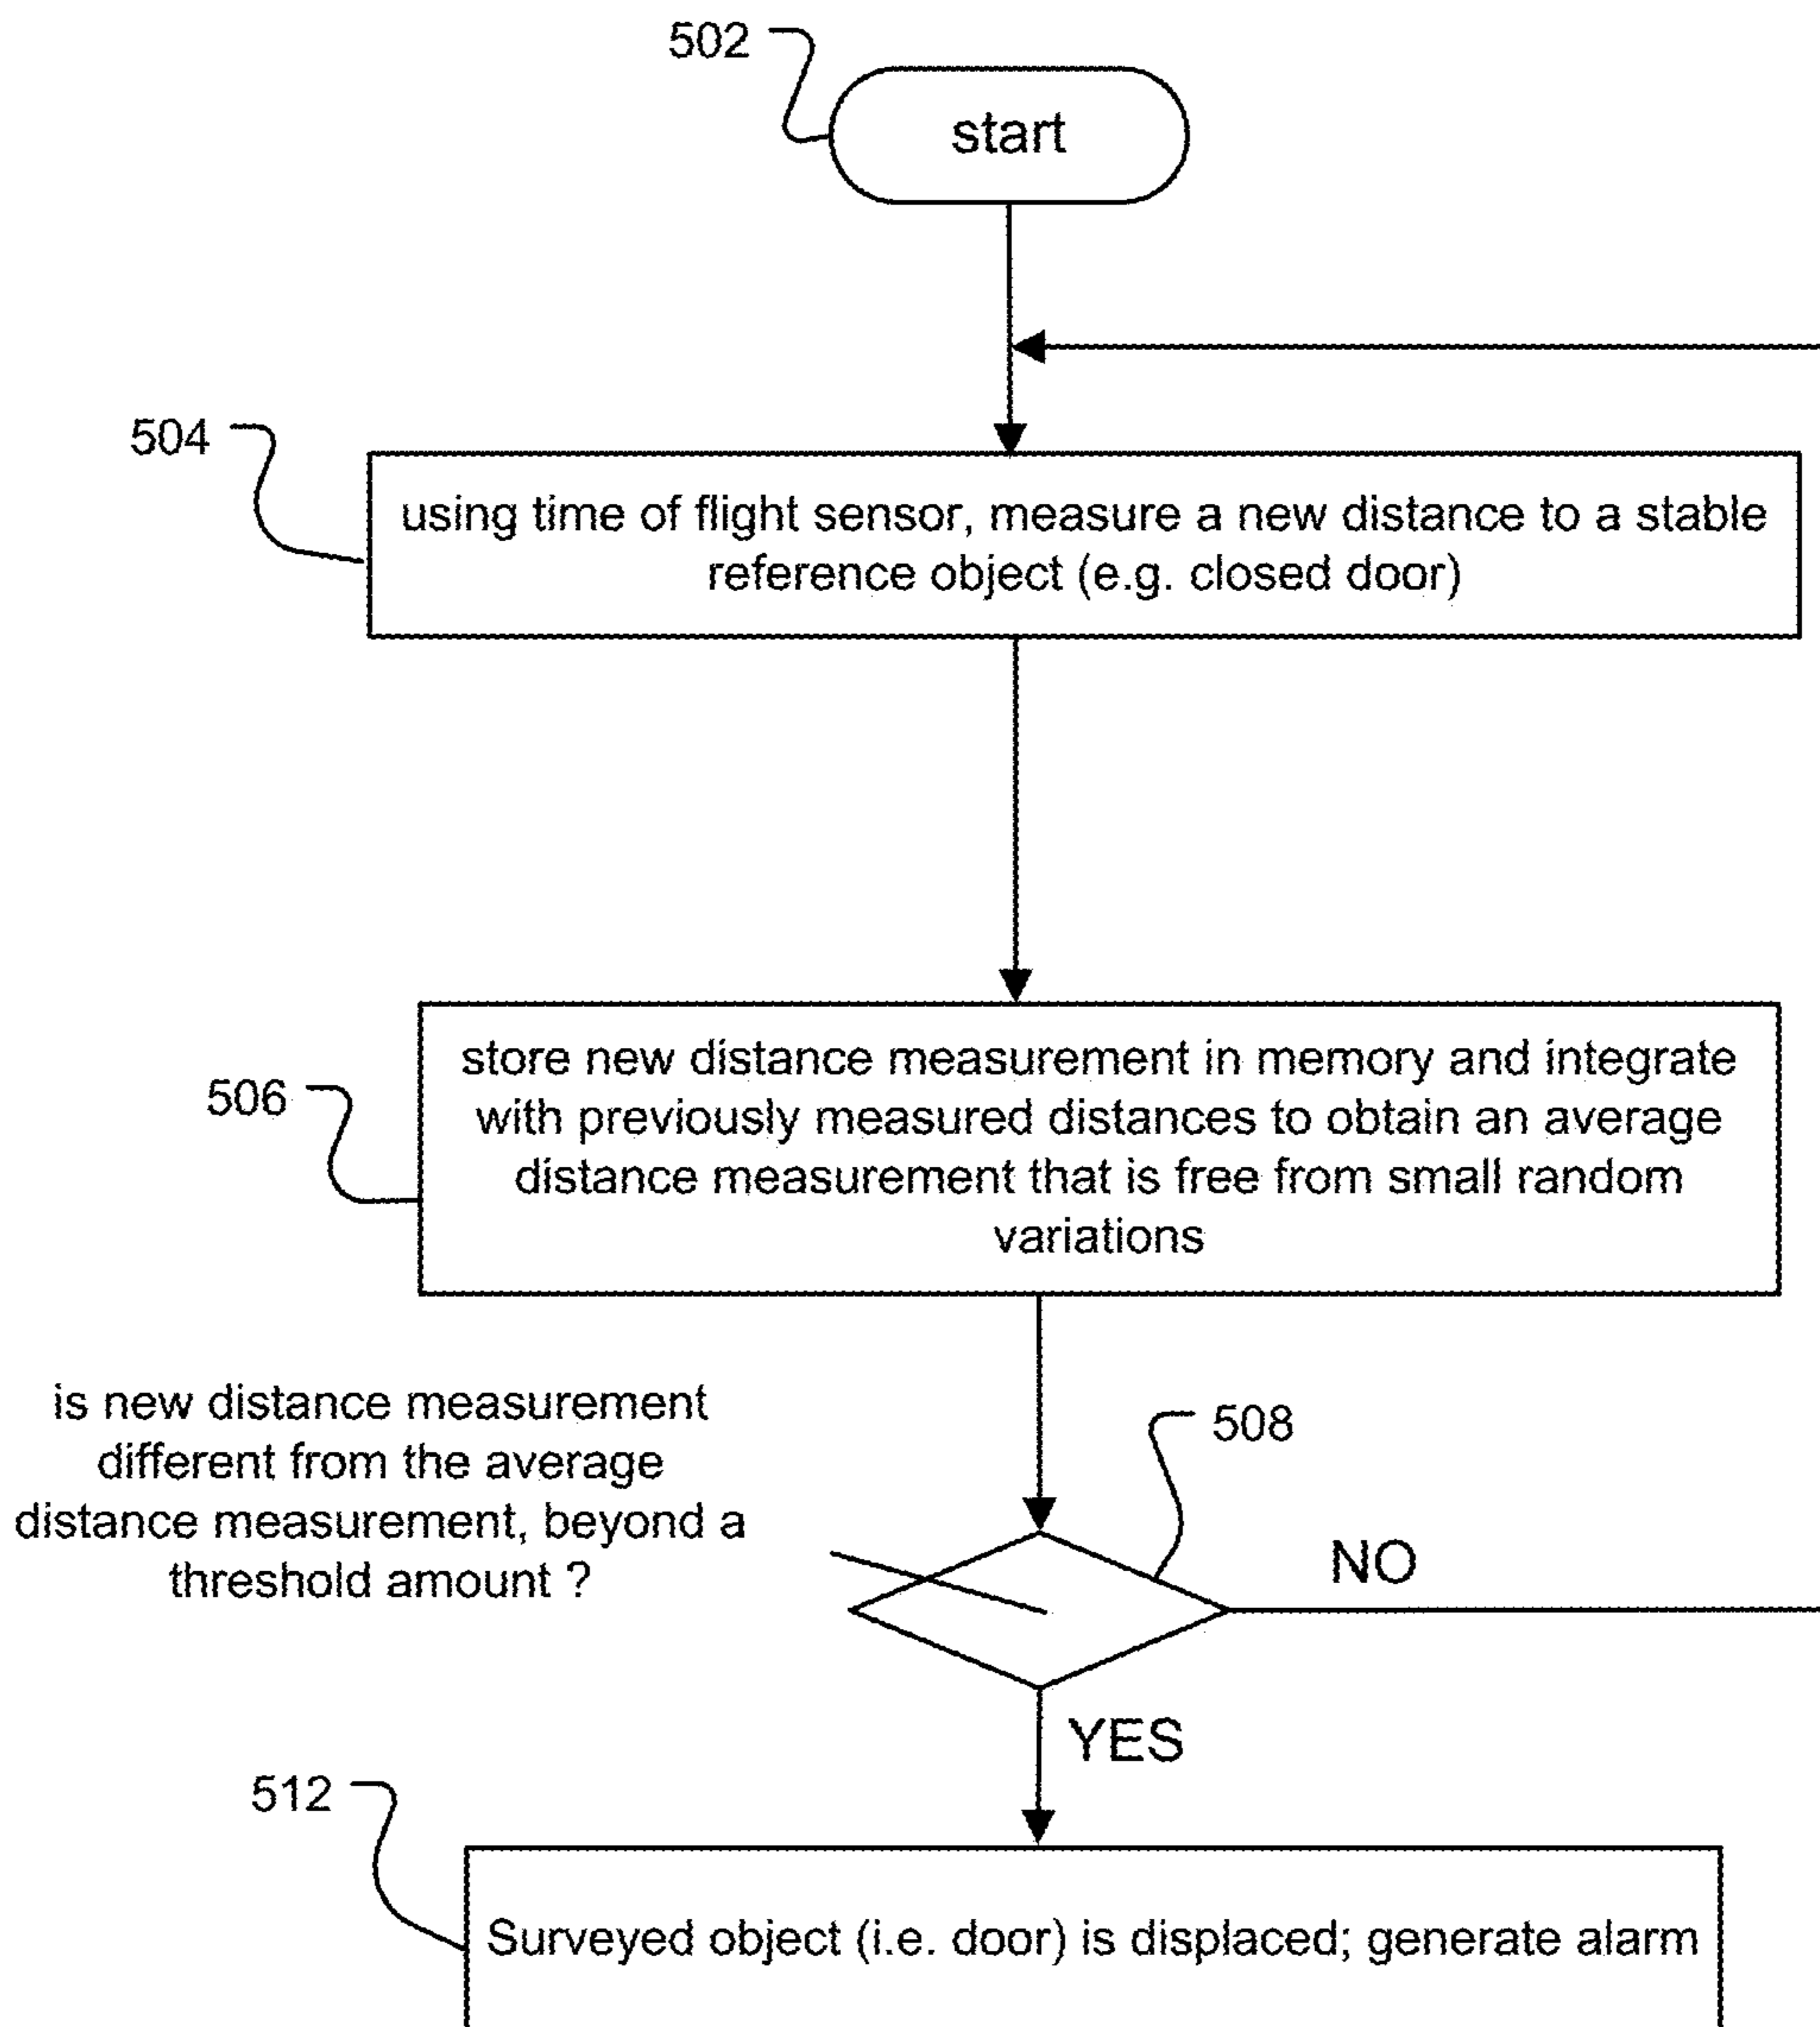 502
start
504
using time of flight sensor, measure a new distance to a stable
reference object (e.g. closed door)
506
store new distance measurement in memory and integrate
with previously measured distances to obtain an average
distance measurement that is free from small random
variations
is new distance measurement
different from the average
distance measurement, beyond a
threshold amount ?
508
NO
YES
512
Surveyed object (i.e. door) is displaced; generate alarm